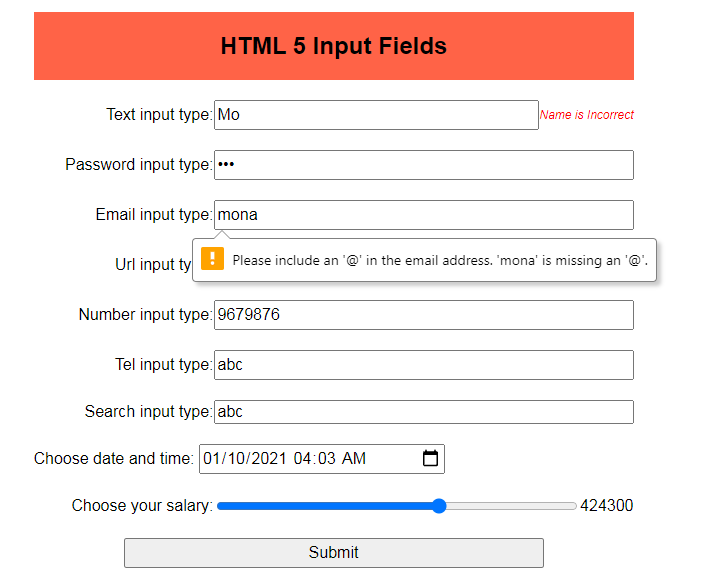 HTML 5 Input Fields
Text input type: Mo Name is Incorrect
Password input type: •••
Email input type: mona
Url input ty
! Please include an '@' in the email address. 'mona' is missing an '@'.
Number input type: 9679876
Tel input type: abc
Search input type: abc
Choose date and time: 01/10/2021 04:03 AM
Choose your salary: 424300
Submit